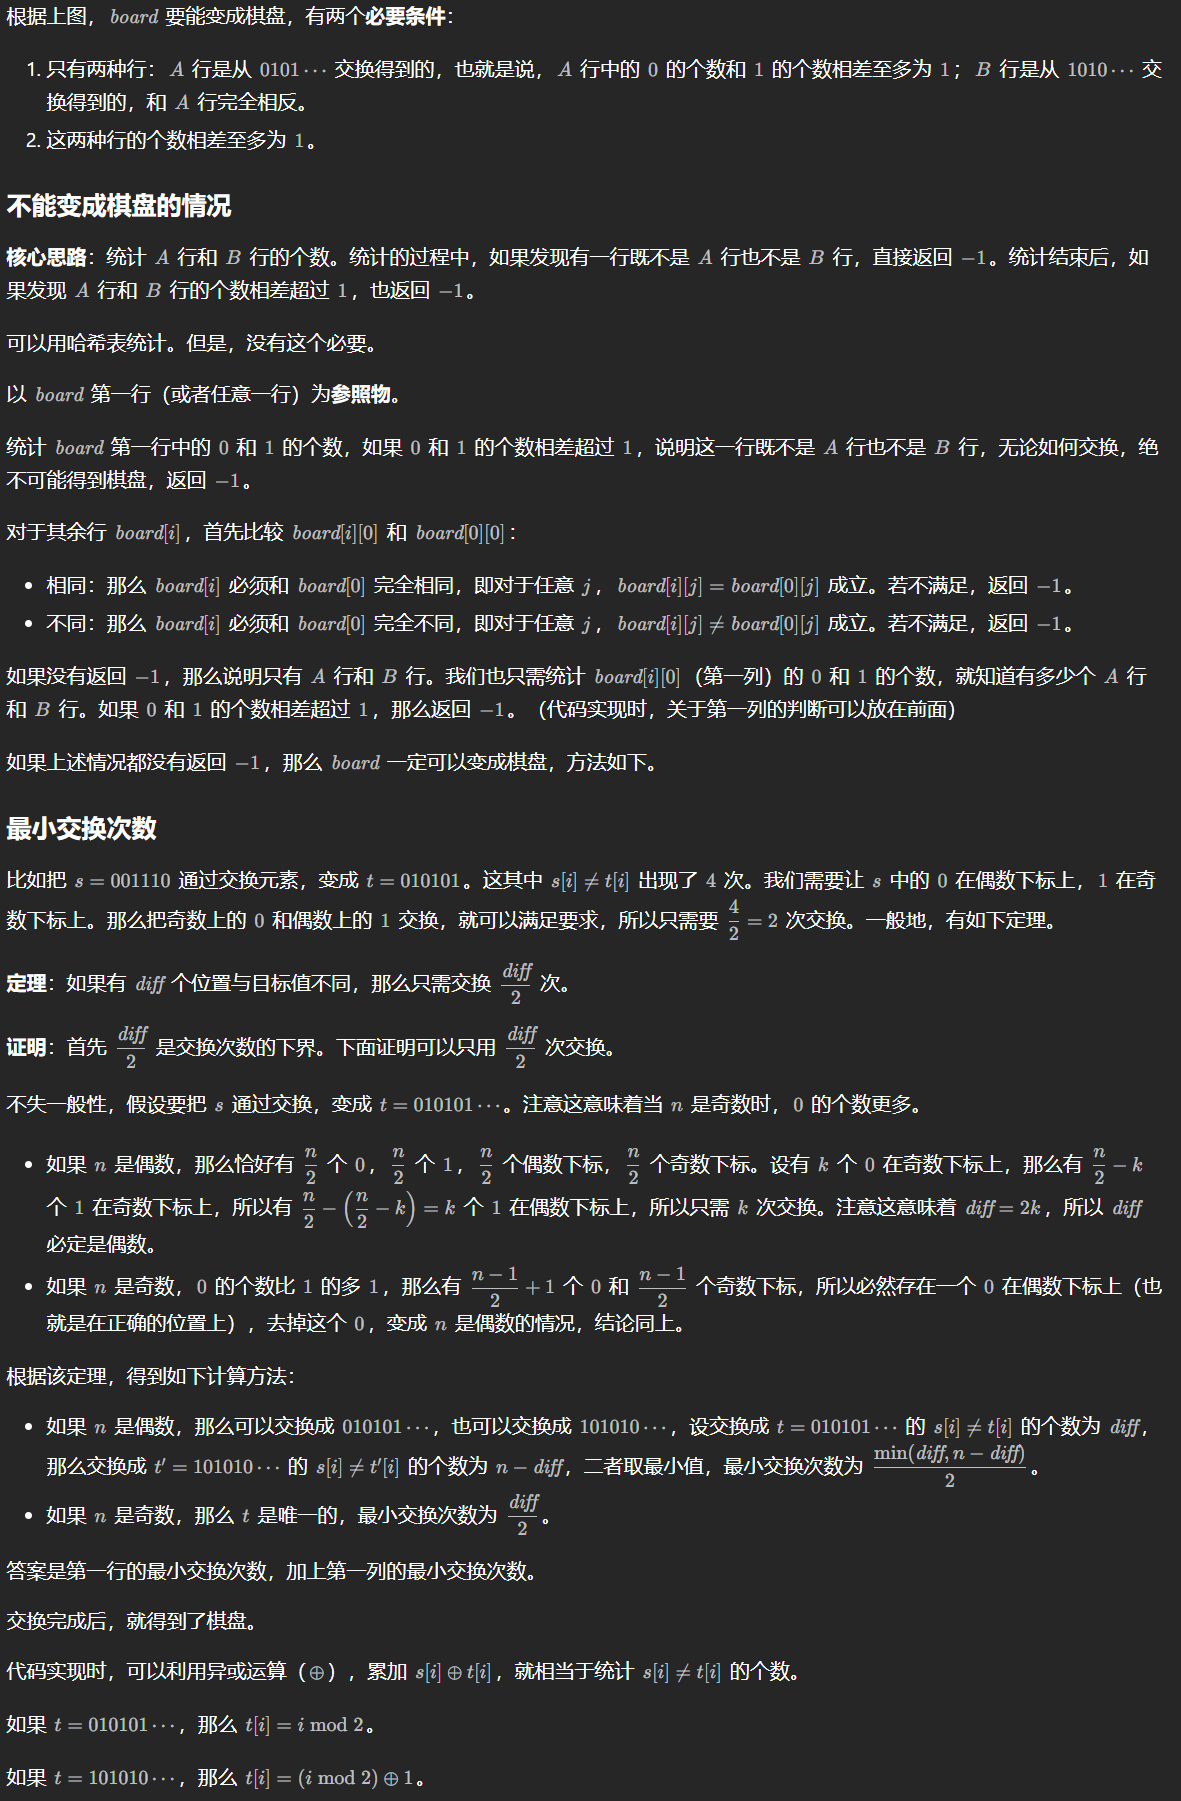 根据上图，board 要能变成棋盘，有两个必要条件：
1. 只有两种行：A 行是从 0101⋯ 交换得到的，也就是说，A 行中的 0 的个数和 1 的个数相差至多为 1；B 行是从 1010⋯ 交
换得到的，和 A 行完全相反。
2. 这两种行的个数相差至多为 1。
不能变成棋盘的情况
核心思路：统计 A 行和 B 行的个数。统计的过程中，如果发现有一行既不是 A 行也不是 B 行，直接返回 −1。统计结束后，如
果发现 A 行和 B 行的个数相差超过 1，也返回 −1。
可以用哈希表统计。但是，没有这个必要。
以 board 第一行（或者任意一行）为参照物。
统计 board 第一行中的 0 和 1 的个数，如果 0 和 1 的个数相差超过 1，说明这一行既不是 A 行也不是 B 行，无论如何交换，绝
不可能得到棋盘，返回 −1。
对于其余行 board[i]，首先比较 board[i][0] 和 board[0][0]：
• 相同：那么 board[i] 必须和 board[0] 完全相同，即对于任意 j，board[i][j] = board[0][j] 成立。若不满足，返回 −1。
• 不同：那么 board[i] 必须和 board[0] 完全不同，即对于任意 j，board[i][j] ≠ board[0][j] 成立。若不满足，返回 −1。
如果没有返回 −1，那么说明只有 A 行和 B 行。我们也只需统计 board[i][0]（第一列）的 0 和 1 的个数，就知道有多少个 A 行
和 B 行。如果 0 和 1 的个数相差超过 1，那么返回 −1。（代码实现时，关于第一列的判断可以放在前面）
如果上述情况都没有返回 −1，那么 board 一定可以变成棋盘，方法如下。
最小交换次数
比如把 s = 001110 通过交换元素，变成 t = 010101。这其中 s[i] ≠ t[i] 出现了 4 次。我们需要让 s 中的 0 在偶数下标上，1 在奇
数下标上。那么把奇数上的 0 和偶数上的 1 交换，就可以满足要求，所以只需要 4/2 = 2 次交换。一般地，有如下定理。
定理：如果有 diff 个位置与目标值不同，那么只需交换 diff/2 次。
证明：首先 diff/2 是交换次数的下界。下面证明可以只用 diff/2 次交换。
不失一般性，假设要把 s 通过交换，变成 t = 010101⋯。注意这意味着当 n 是奇数时，0 的个数更多。
• 如果 n 是偶数，那么恰好有 n/2 个 0，n/2 个 1，n/2 个偶数下标，n/2 个奇数下标。设有 k 个 0 在奇数下标上，那么有 n/2 − k
个 1 在奇数下标上，所以有 n/2 − (n/2 − k) = k 个 1 在偶数下标上，所以只需 k 次交换。注意这意味着 diff = 2k，所以 diff
必定是偶数。
• 如果 n 是奇数，0 的个数比 1 的多 1，那么有 (n − 1)/2 + 1 个 0 和 (n − 1)/2 个奇数下标，所以必然存在一个 0 在偶数下标上（也
就是在正确的位置上），去掉这个 0，变成 n 是偶数的情况，结论同上。
根据该定理，得到如下计算方法：
• 如果 n 是偶数，那么可以交换成 010101⋯，也可以交换成 101010⋯，设交换成 t = 010101⋯ 的 s[i] ≠ t[i] 的个数为 diff，
那么交换成 t′ = 101010⋯ 的 s[i] ≠ t′[i] 的个数为 n − diff，二者取最小值，最小交换次数为 min(diff, n − diff)/2。
• 如果 n 是奇数，那么 t 是唯一的，最小交换次数为 diff/2。
答案是第一行的最小交换次数，加上第一列的最小交换次数。
交换完成后，就得到了棋盘。
代码实现时，可以利用异或运算（⊕），累加 s[i] ⊕ t[i]，就相当于统计 s[i] ≠ t[i] 的个数。
如果 t = 010101⋯，那么 t[i] = i mod 2。
如果 t = 101010⋯，那么 t[i] = (i mod 2) ⊕ 1。